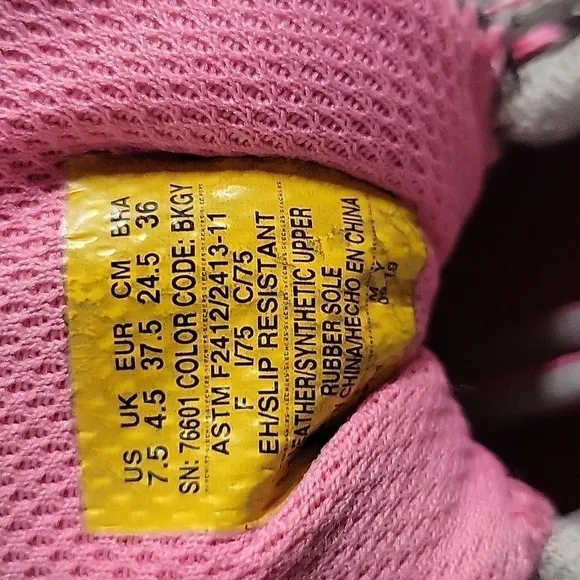 US UK EUR CM BRA
7.5 4.5 37.5 24.5 36
SN: 76601 COLOR CODE: BKGY
ASTM F2412/2413-11
F I/75 C/75
EH/SLIP RESISTANT
EATHER/SYNTHETIC UPPER
RUBBER SOLE
CHINA/HECHO EN CHINA
M Y